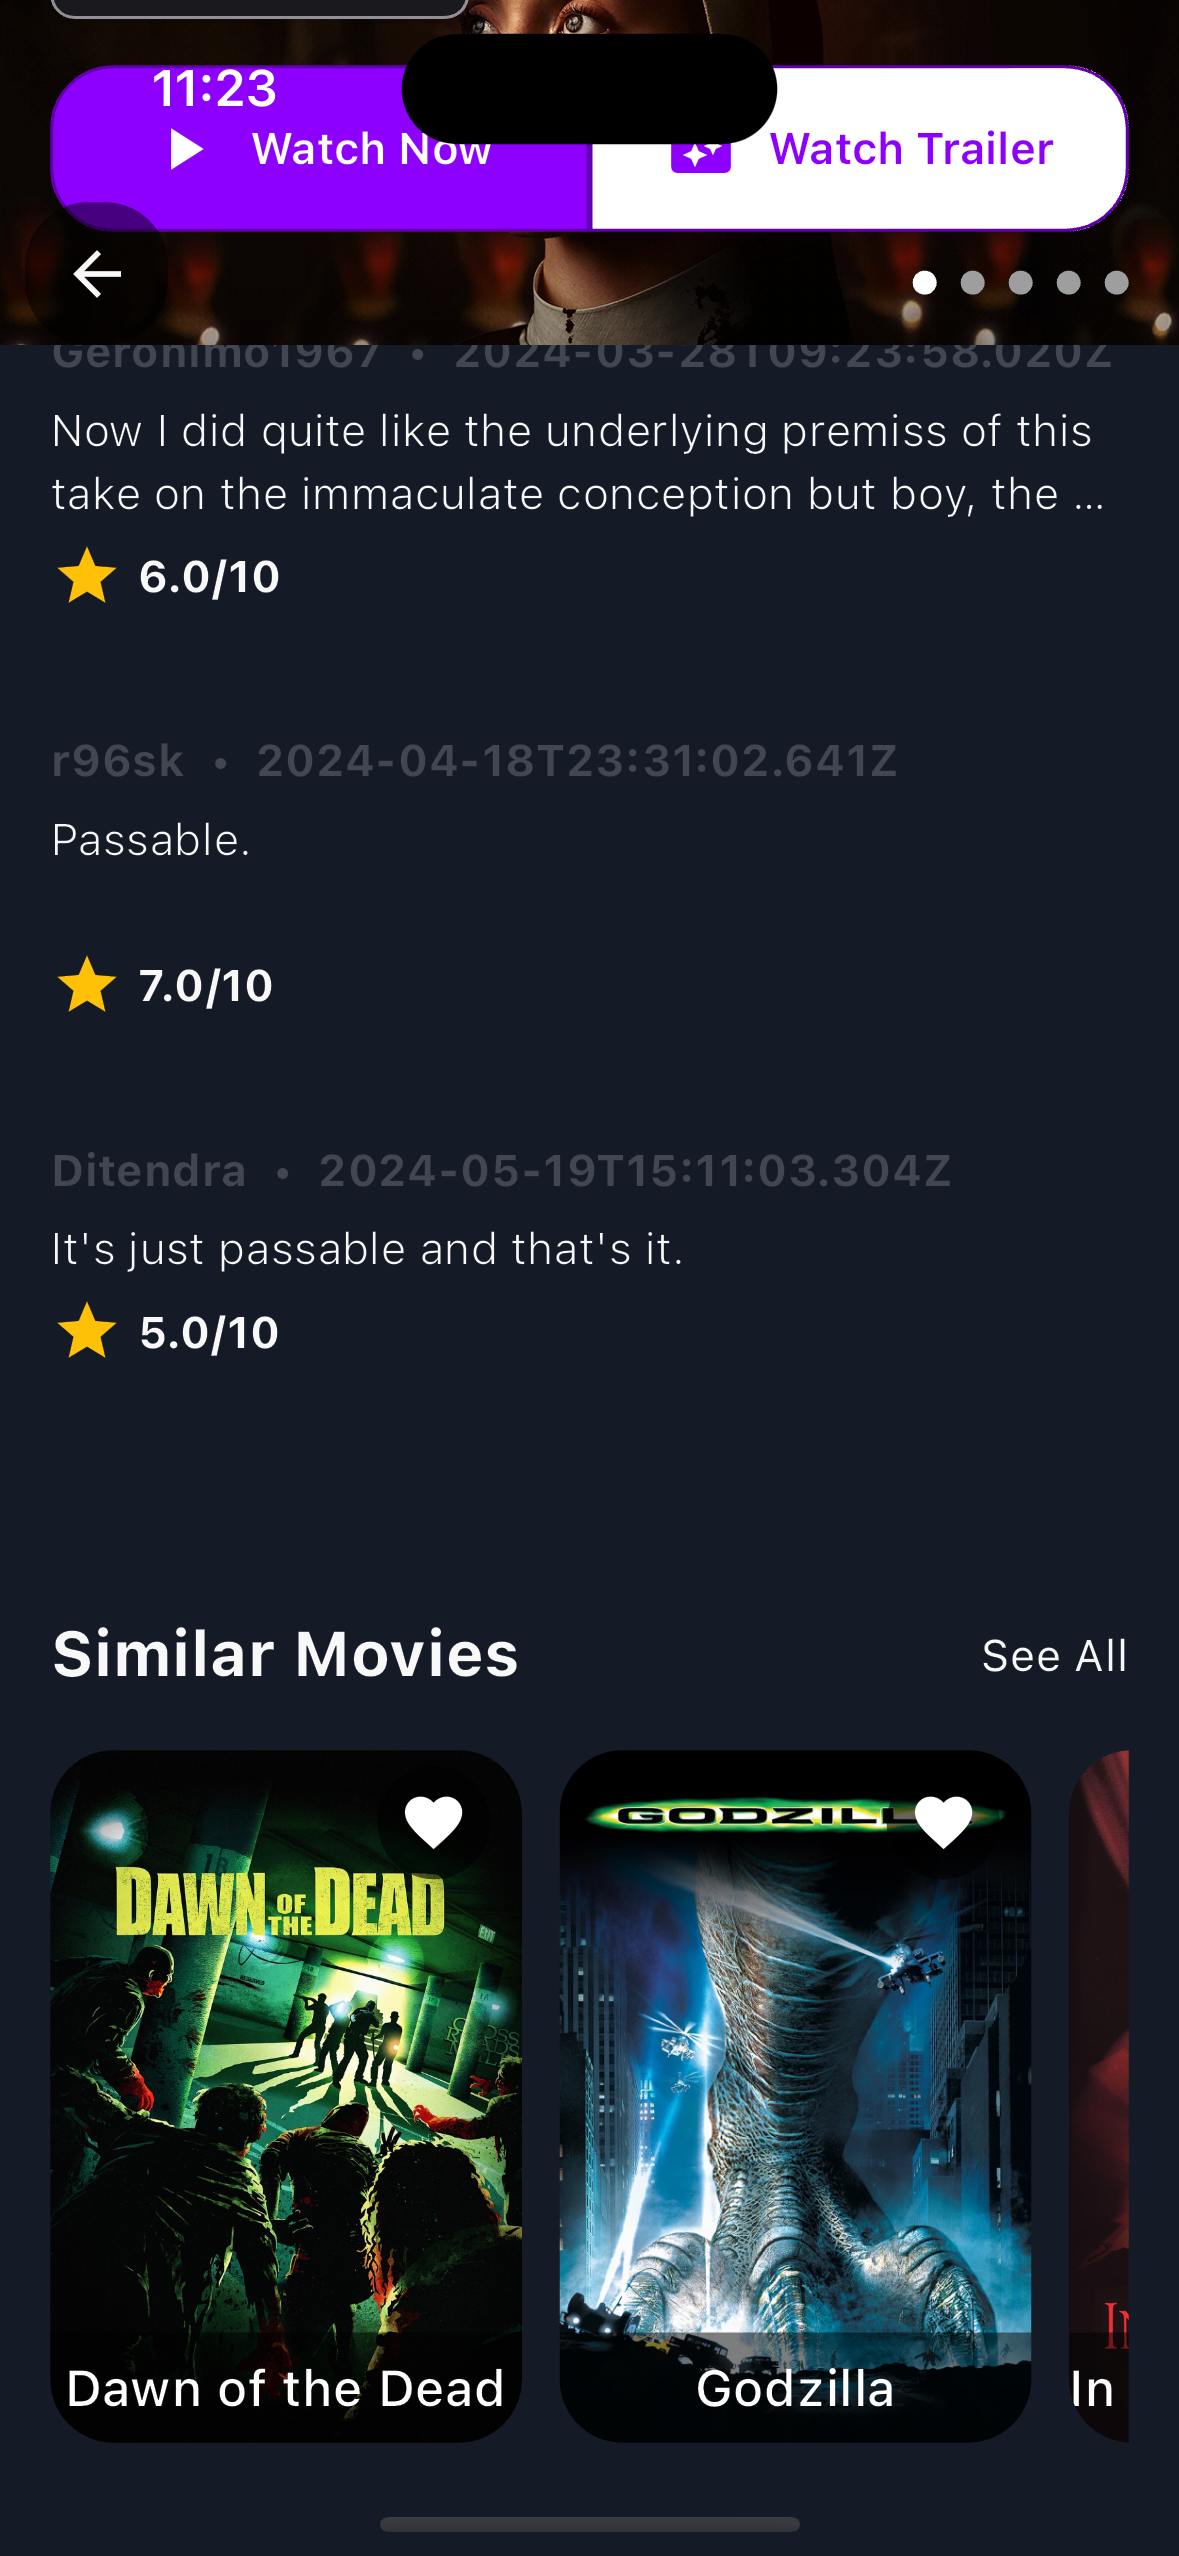 11:23
Watch Now
Watch Trailer
Geronimo1967 • 2024-03-28T09:23:58.020Z
Now I did quite like the underlying premiss of this
take on the immaculate conception but boy, the ...
6.0/10
r96sk • 2024-04-18T23:31:02.641Z
Passable.
7.0/10
Ditendra • 2024-05-19T15:11:03.304Z
It's just passable and that's it.
5.0/10
Similar Movies
See All
DAWN OF THE DEAD
GODZILL
Dawn of the Dead
Godzilla
In